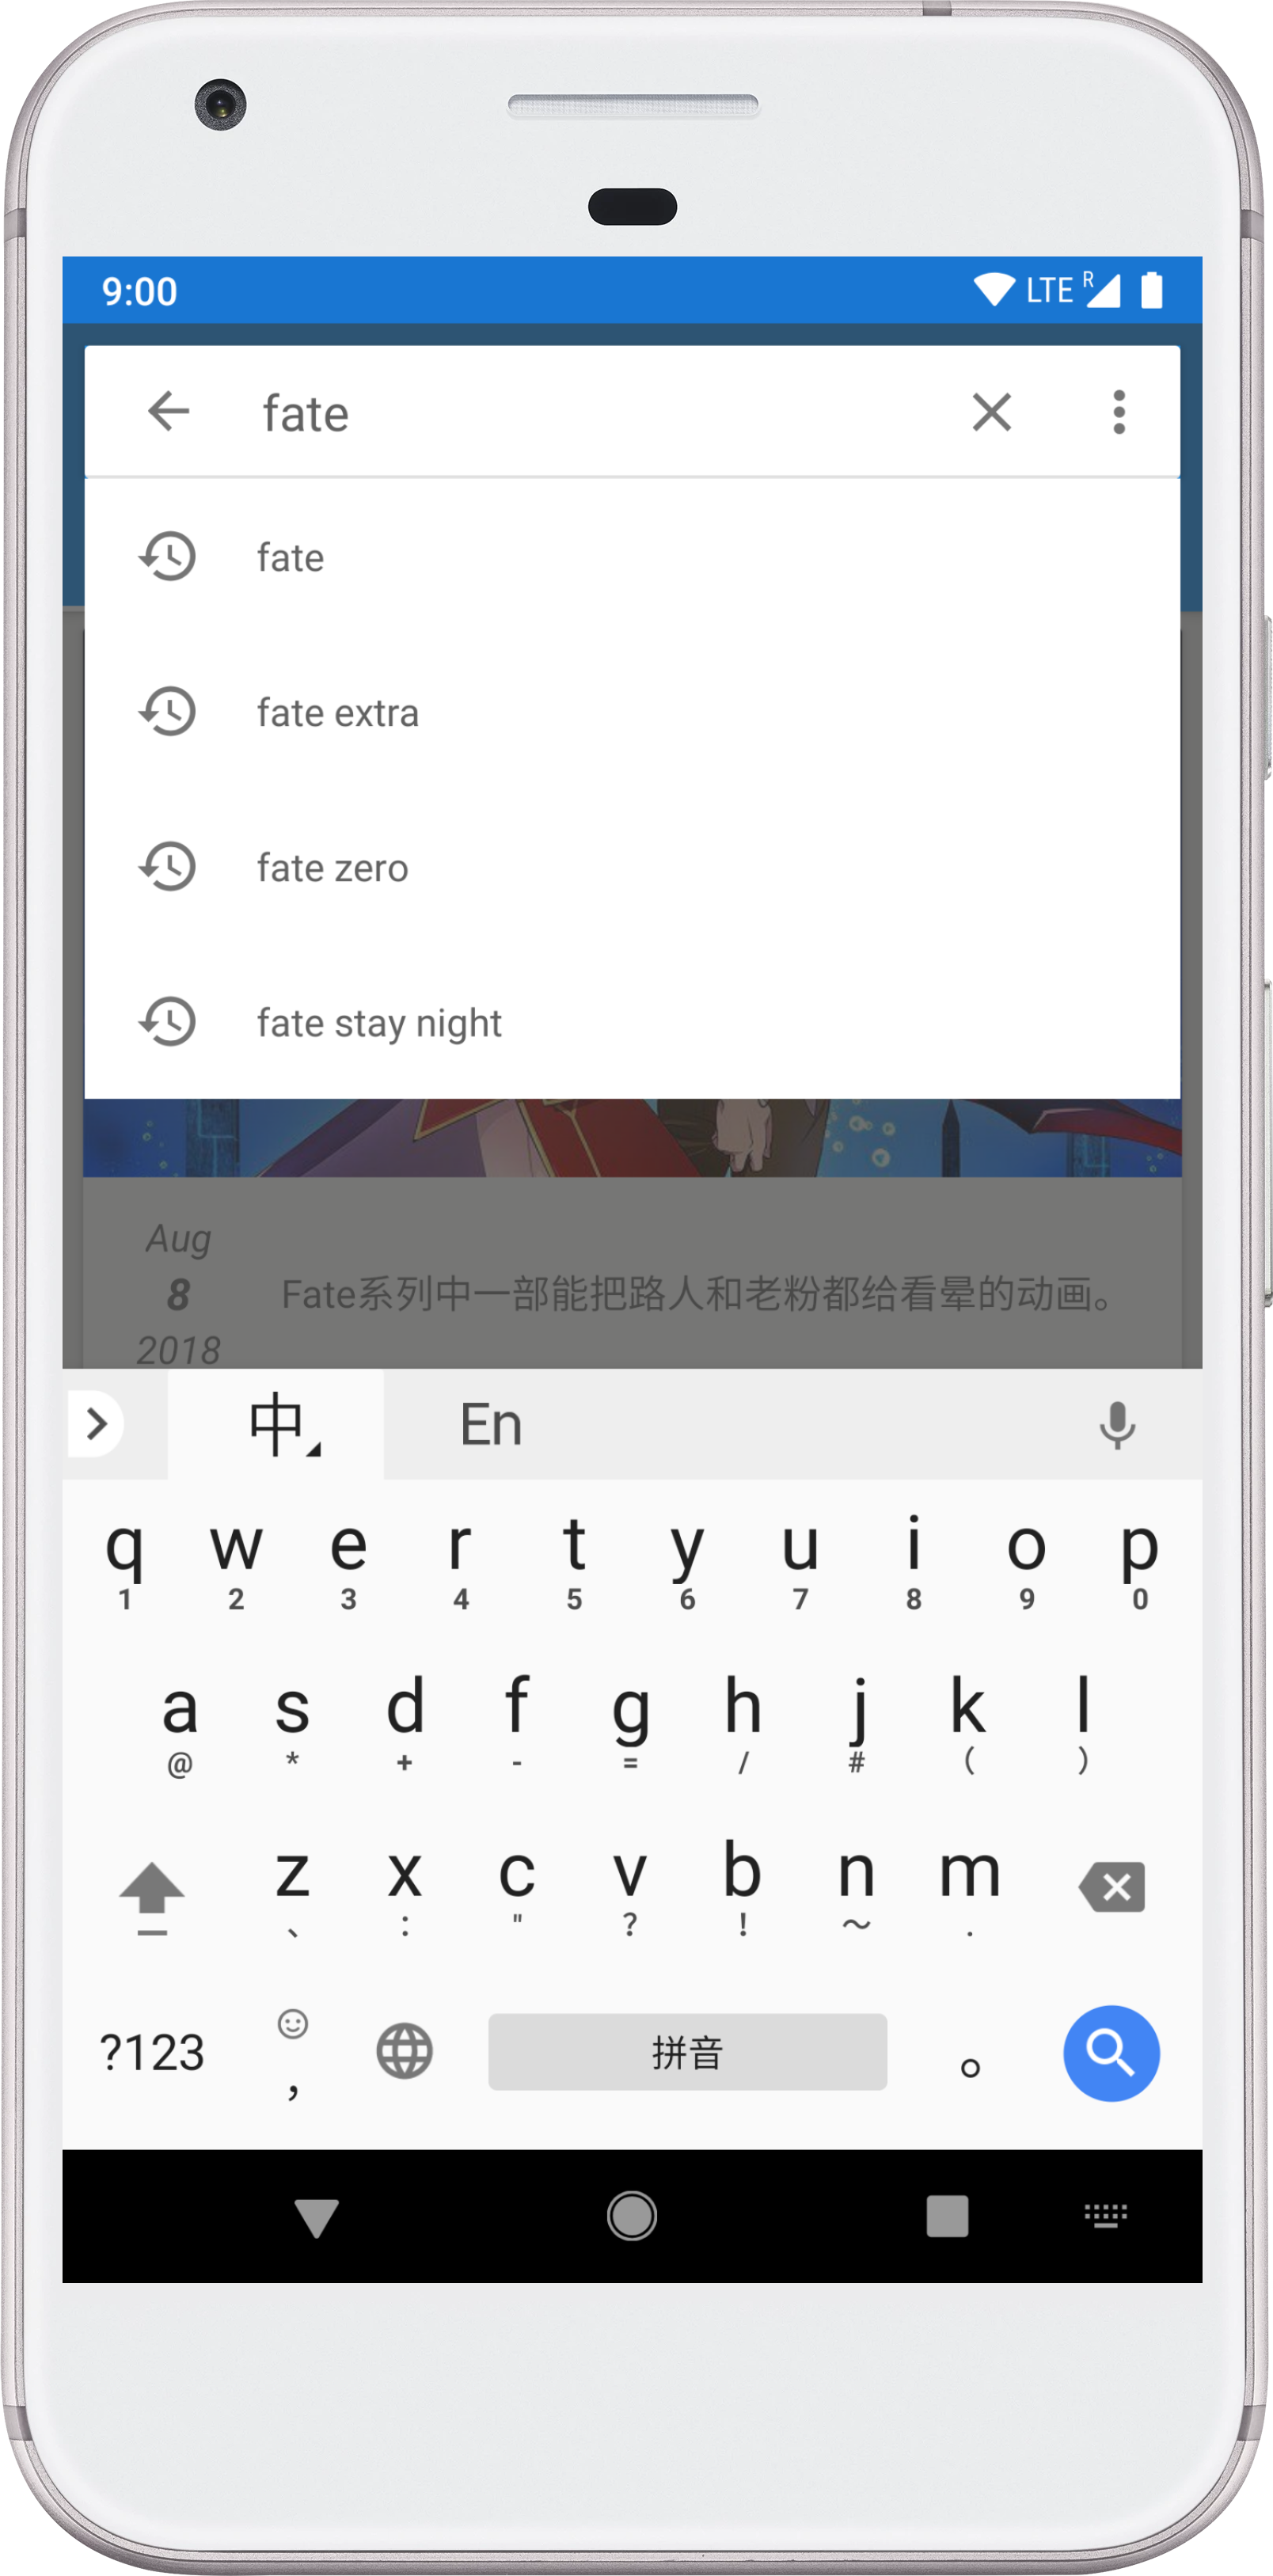 9:00 LTE R
fate
fate
fate extra
fate zero
fate stay night
Aug
8
2018
Fate系列中一部能把路人和老粉都给看晕的动画。
中 En
q w e r t y u i o p
1 2 3 4 5 6 7 8 9 0
a s d f g h j k l
@ * + - = / # ( )
z x c v b n m
、 : " ? ! ～ .
?123 , 拼音 。